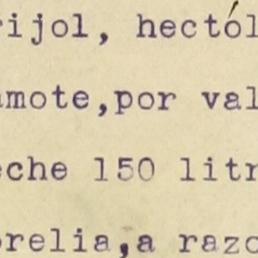 rijol, hectól
amote,por val
eche 150 litr
orelia,a razo